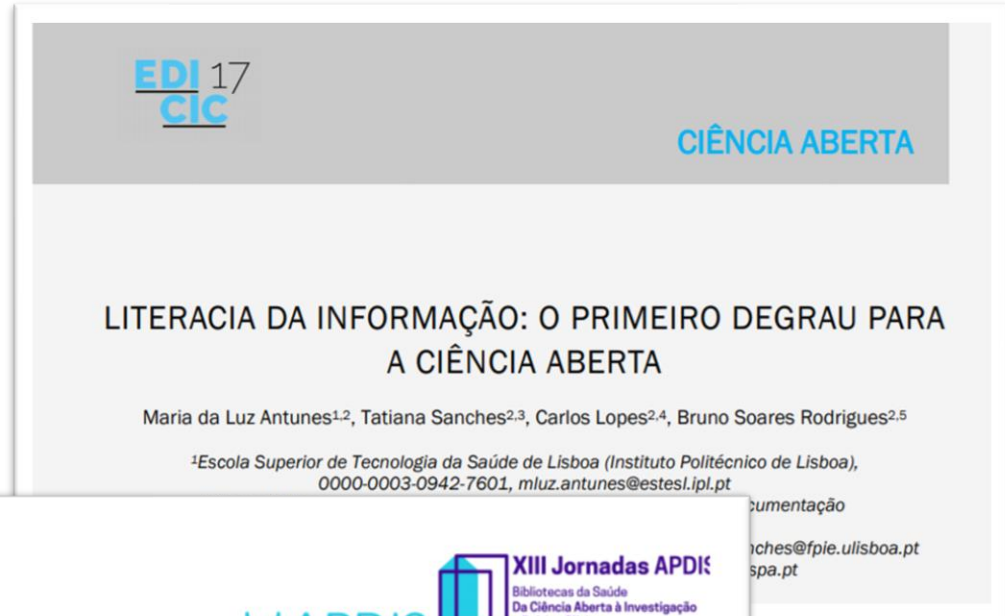 EDI 17
CIC
CIÊNCIA ABERTA
LITERACIA DA INFORMAÇÃO: O PRIMEIRO DEGRAU PARA
A CIÊNCIA ABERTA
Maria da Luz Antunes1,2, Tatiana Sanches2,3, Carlos Lopes2,4, Bruno Soares Rodrigues2,5
1Escola Superior de Tecnologia da Saúde de Lisboa (Instituto Politécnico de Lisboa),
0000-0003-0942-7601, mluz.antunes@estesl.ipl.pt
cumentação
nches@fpie.ulisboa.pt
spa.pt
XIII Jornadas APDIS
Bibliotecas da Saúde
Da Ciência Aberta à Investigação